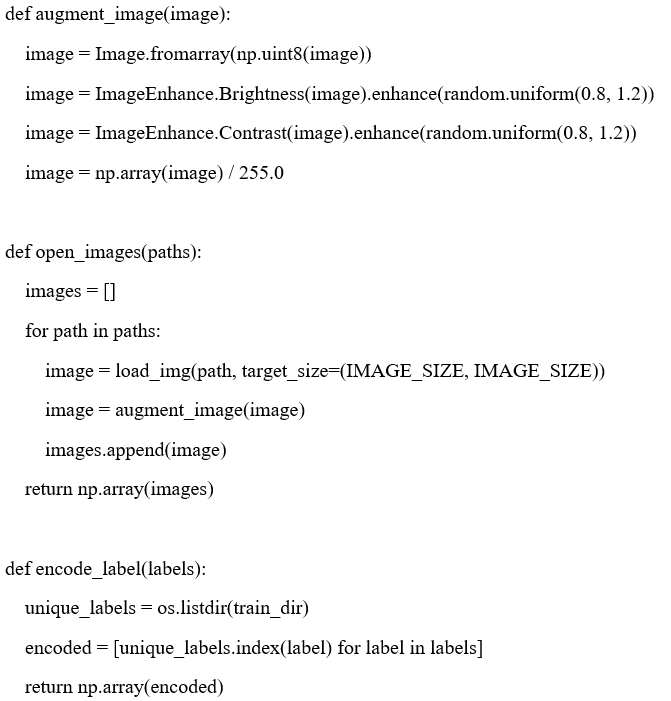 def augment_image(image):
image = Image.fromarray(np.uint8(image))
image = ImageEnhance.Brightness(image).enhance(random.uniform(0.8, 1.2))
image = ImageEnhance.Contrast(image).enhance(random.uniform(0.8, 1.2))
image = np.array(image) / 255.0
def open_images(paths):
images = []
for path in paths:
image = load_img(path, target_size=(IMAGE_SIZE, IMAGE_SIZE))
image = augment_image(image)
images.append(image)
return np.array(images)
def encode_label(labels):
unique_labels = os.listdir(train_dir)
encoded = [unique_labels.index(label) for label in labels]
return np.array(encoded)